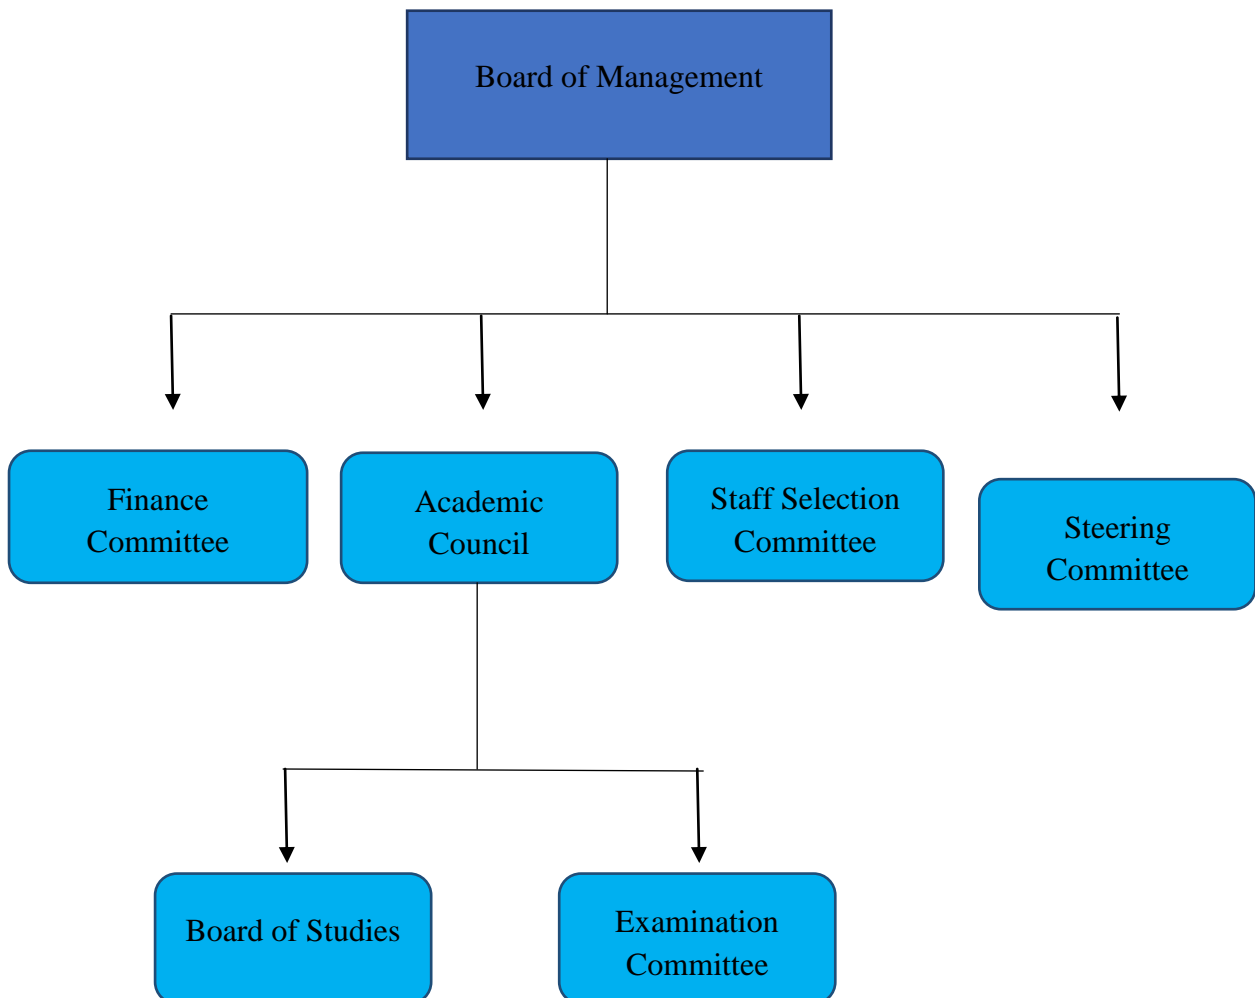 Board of Management
Finance
Committee
Academic
Council
Staff Selection
Committee
Steering
Committee
Board of Studies
Examination
Committee